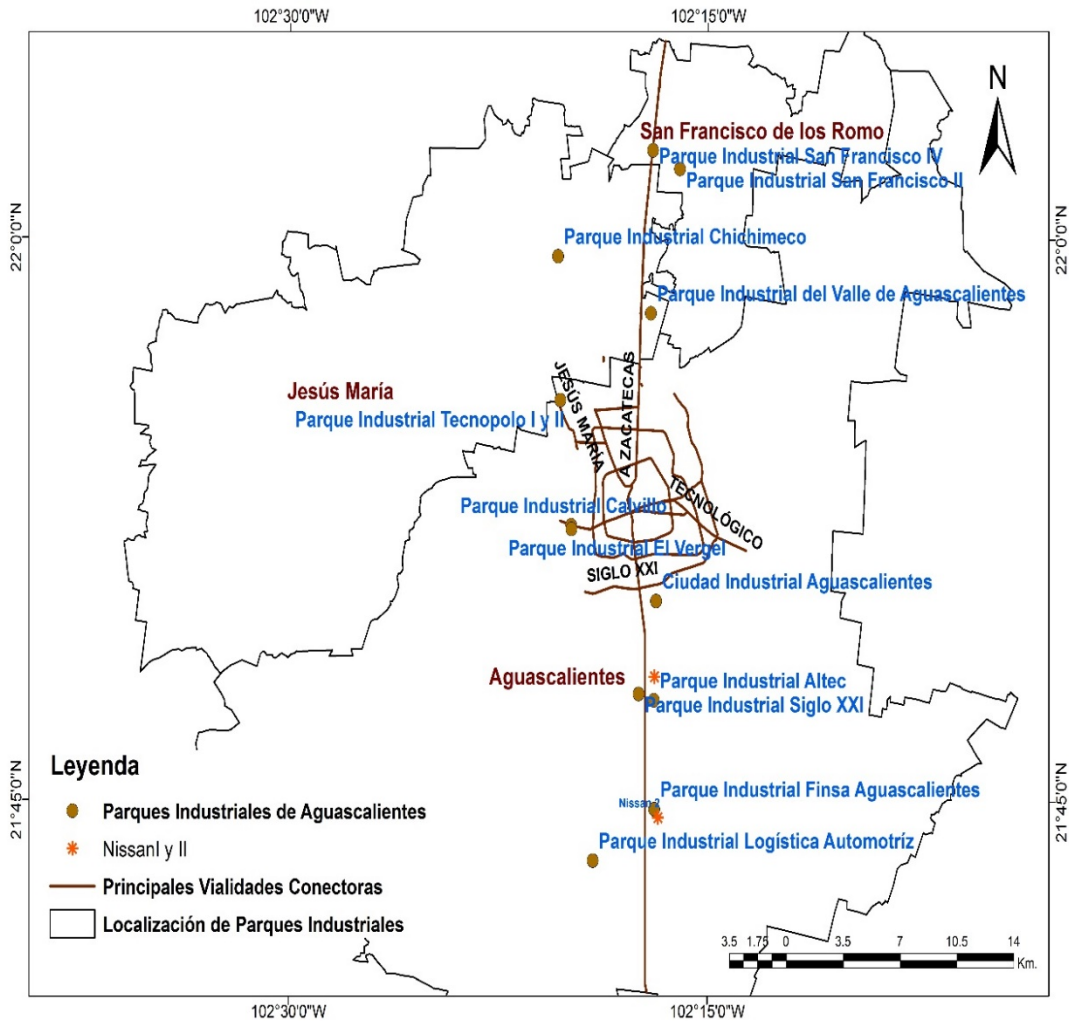 102°30'0"W
102°15'0"W
N
San Francisco de los Romo
Parque Industrial San Francisco IV
Parque Industrial San Francisco II
22°0'0"N
22°0'0"N
Parque Industrial Chichimeco
Parque Industrial del Valle de Aguascalientes
JESÚS MARÍA
A ZACATECAS
Jesús María
Parque Industrial Tecnopolo I y II
TECNOLÓGICO
Parque Industrial Calvillo
Parque Industrial El Vergel
SIGLO XXI
Ciudad Industrial Aguascalientes
Aguascalientes
Parque Industrial Altec
Parque Industrial Siglo XXI
21°45'0"N
21°45'0"N
Parque Industrial Finsa Aguascalientes
Nissan 2
Parque Industrial Logística Automotríz
Leyenda
Parques Industriales de Aguascalientes
NissanI y II
Principales Vialidades Conectoras
Localización de Parques Industriales
3.5 1.75 0 3.5 7 10.5 14
Km.
102°30'0"W
102°15'0"W